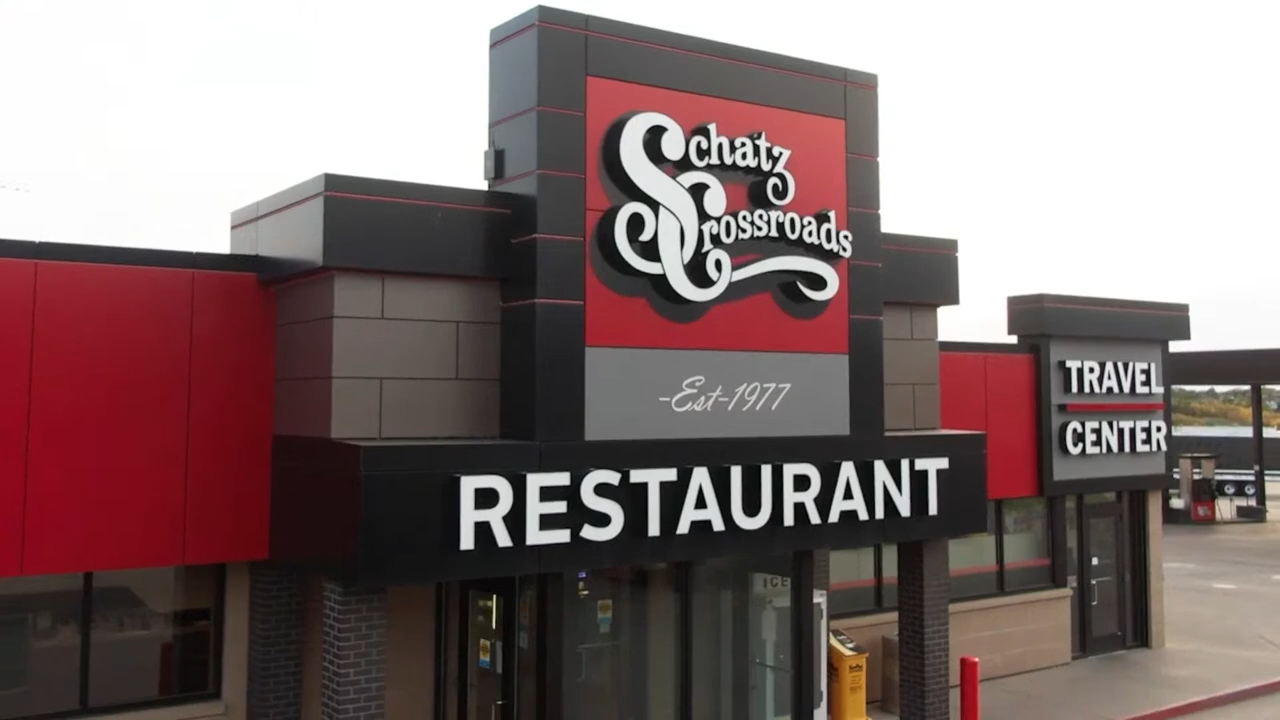 Schatz
Crossroads
-Est-1977
RESTAURANT
TRAVEL
CENTER
ICE